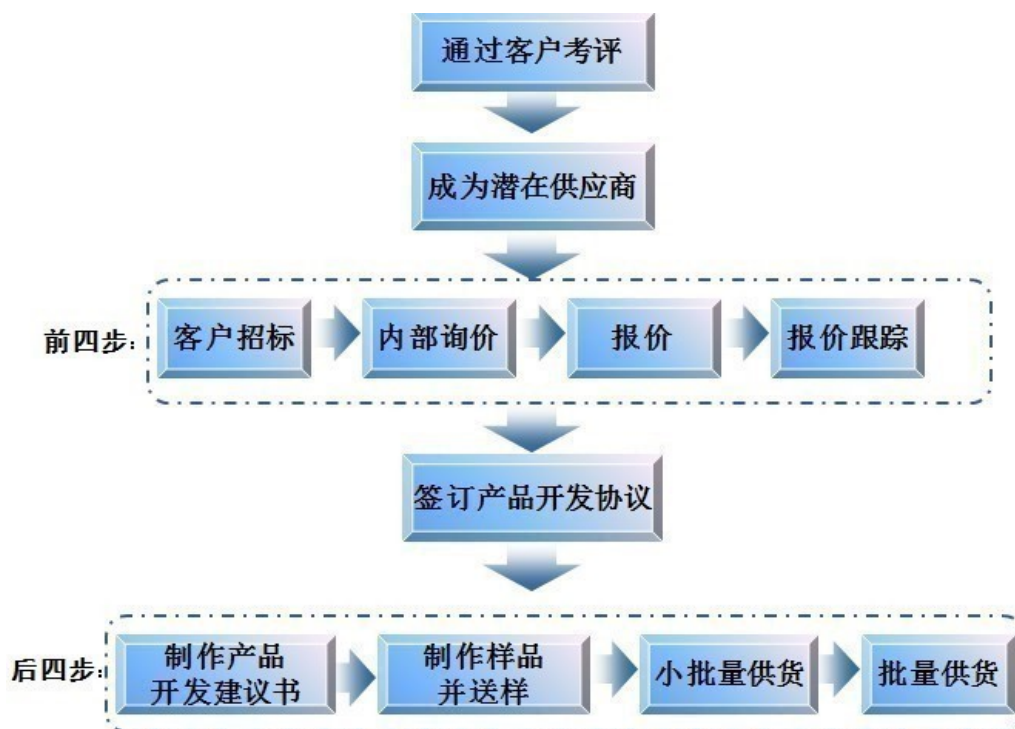 通过客户考评
成为潜在供应商
前四步:
客户招标
内部询价
报价
报价跟踪
签订产品开发协议
后四步:
制作产品
开发建议书
制作样品
并送样
小批量供货
批量供货